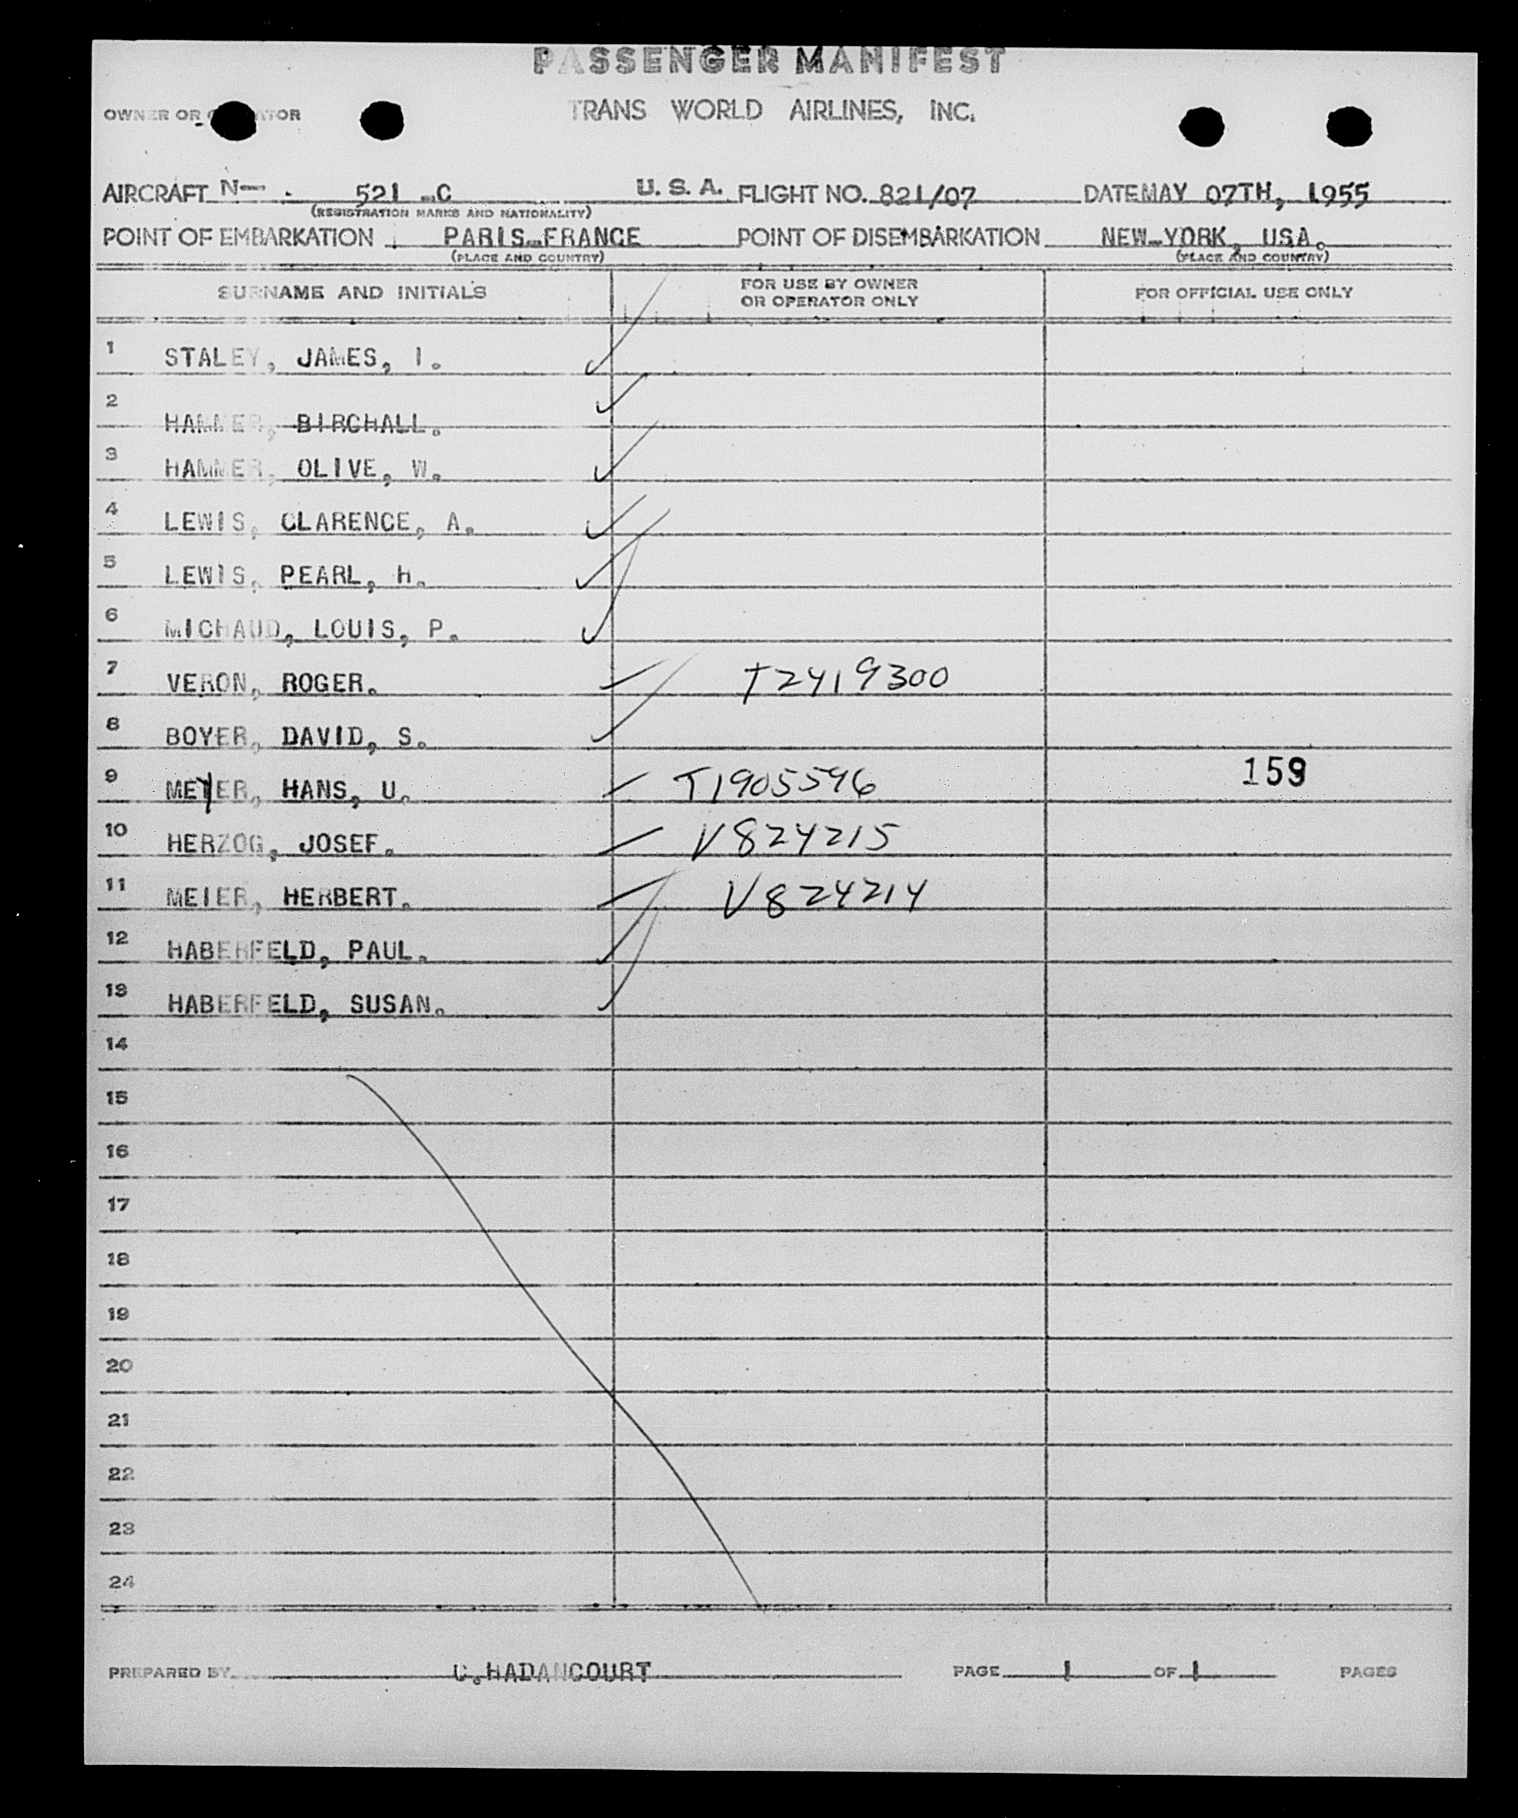 PASSENGER MANIFEST
OWNER OR OPERATOR TRANS WORLD AIRLINES, INC.
AIRCRAFT N— . 521 -C U. S. A. FLIGHT NO. 821/07 DATE MAY 07TH, 1955
(REGISTRATION MARKS AND NATIONALITY)
POINT OF EMBARKATION PARIS-FRANCE POINT OF DISEMBARKATION NEW-YORK, USA.
(PLACE AND COUNTRY) (PLACE AND COUNTRY)
SURNAME AND INITIALS FOR USE BY OWNER OR OPERATOR ONLY FOR OFFICIAL USE ONLY
1 STALEY, JAMES, I.
2 HAMMER, BIRCHALL.
3 HAMMER, OLIVE, W.
4 LEWIS, CLARENCE, A.
5 LEWIS, PEARL, H.
6 MICHAUD, LOUIS, P.
7 VERON, ROGER. T2419300
8 BOYER, DAVID, S.
9 MEYER, HANS, U. T1905596 159
10 HERZOG, JOSEF. V824215
11 MEIER, HERBERT. V824214
12 HABERFELD, PAUL.
13 HABERFELD, SUSAN.
14
15
16
17
18
19
20
21
22
23
24
PREPARED BY C.HADANCOURT PAGE 1 OF 1 PAGES